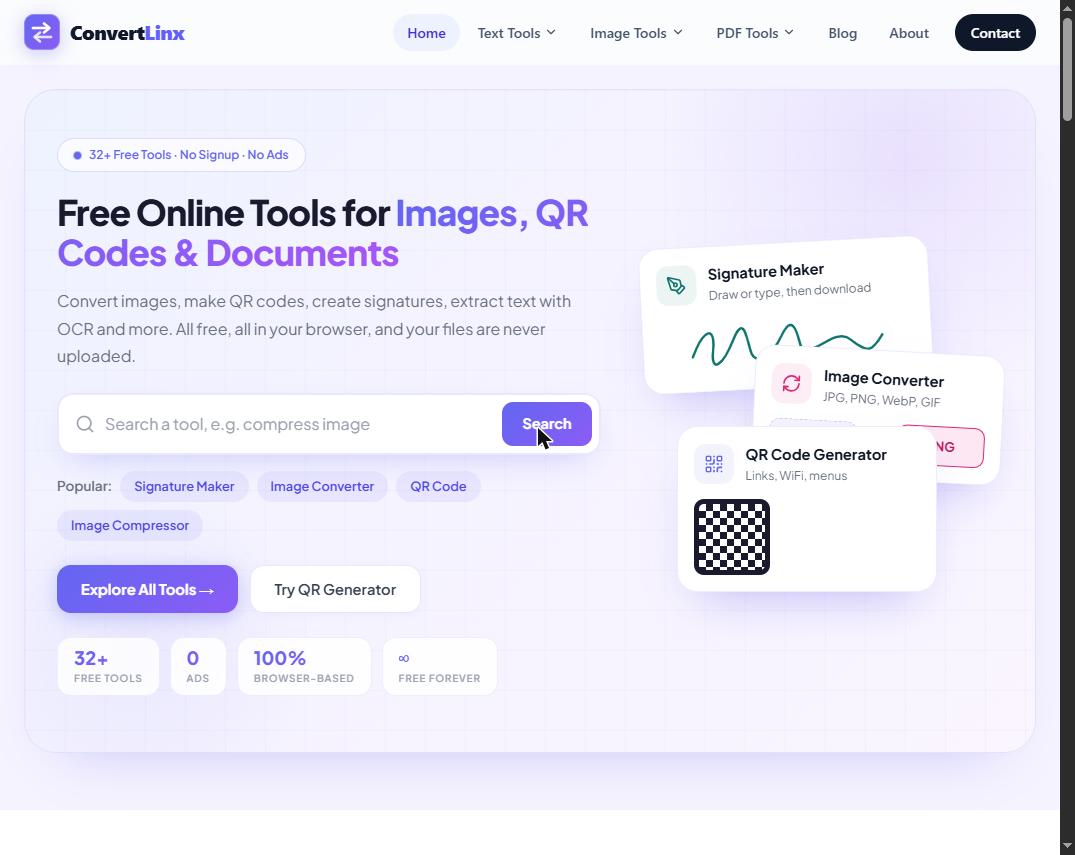 ConvertLinx
Home Text Tools Image Tools PDF Tools Blog About Contact
32+ Free Tools · No Signup · No Ads
Free Online Tools for Images, QR
Codes & Documents
Convert images, make QR codes, create signatures, extract text with
OCR and more. All free, all in your browser, and your files are never
uploaded.
Search a tool, e.g. compress image
Search
Popular: Signature Maker Image Converter QR Code
Image Compressor
Explore All Tools →
Try QR Generator
32+
FREE TOOLS
0
ADS
100%
BROWSER-BASED
∞
FREE FOREVER
Signature Maker
Draw or type, then download
Image Converter
JPG, PNG, WebP, GIF
QR Code Generator
Links, WiFi, menus